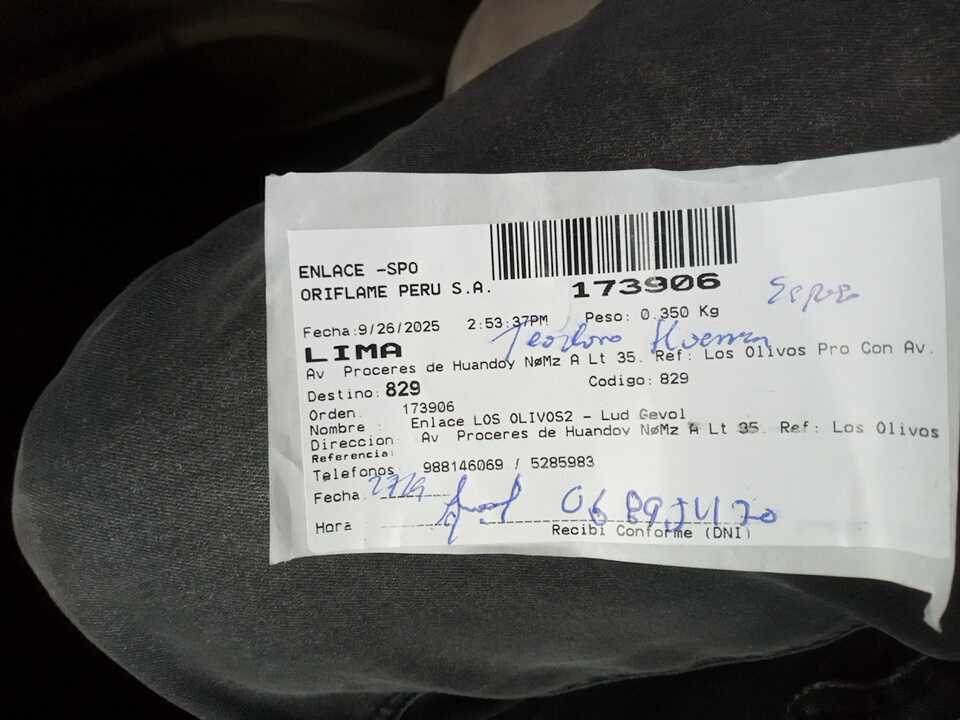 ENLACE -SPO
ORIFLAME PERU S.A.
173906
Fecha:9/26/2025 2:53:37PM Peso: 0.350 Kg
Teodoro
LIMA
Av Proceres de Huandoy NøMz A Lt 35. Ref: Los Olivos Pro Con Av.
Destino: 829 Codigo: 829
Orden: 173906
Nombre : Enlace LOS OLIVOS2 - Lud Gevol
Direccion: Av Proceres de Huandoy NøMz A Lt 35. Ref: Los Olivos
Referencia:
Telefonos 988146069 / 5285983
Fecha. 27/9
Hora
Recibi Conforme (DNI)